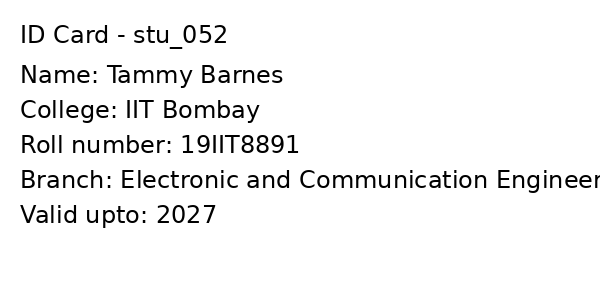 ID Card - stu_052
Name: Tammy Barnes
College: IIT Bombay
Roll number: 19IIT8891
Branch: Electronic and Communication Engineer
Valid upto: 2027